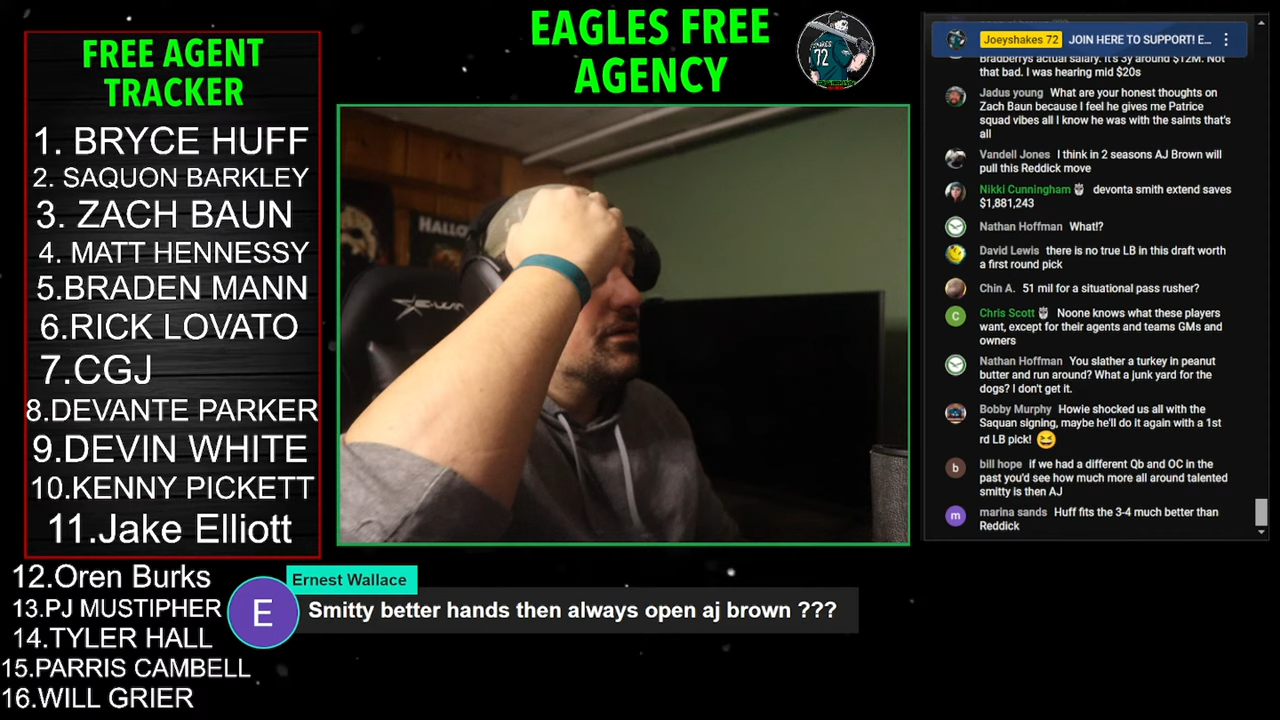 FREE AGENT
TRACKER
1. BRYCE HUFF
2. SAQUON BARKLEY
3. ZACH BAUN
4. MATT HENNESSY
5.BRADEN MANN
6.RICK LOVATO
7.CGJ
8.DEVANTE PARKER
9.DEVIN WHITE
10.KENNY PICKETT
11.Jake Elliott
12.Oren Burks
13.PJ MUSTIPHER
14.TYLER HALL
15.PARRIS CAMBELL
16.WILL GRIER
EAGLES FREE
AGENCY
72
HALLO
Ernest Wallace
E
Smitty better hands then always open aj brown ???
Joeyshakes 72 JOIN HERE TO SUPPORT! E...
Bradberrys actual salary. It's 3y around $12M. Not
that bad. I was hearing mid $20s
Jadus young What are your honest thoughts on
Zach Baun because I feel he gives me Patrice
squad vibes all I know he was with the saints that's
all
Vandell Jones I think in 2 seasons AJ Brown will
pull this Reddick move
Nikki Cunningham devonta smith extend saves
$1,881,243
Nathan Hoffman What!?
David Lewis there is no true LB in this draft worth
a first round pick
Chin A. 51 mil for a situational pass rusher?
C
Chris Scott Noone knows what these players
want, except for their agents and teams GMs and
owners
Nathan Hoffman You slather a turkey in peanut
butter and run around? What a junk yard for the
dogs? I don't get it.
Bobby Murphy Howie shocked us all with the
Saquan signing, maybe he'll do it again with a 1st
rd LB pick! 😆
b
bill hope if we had a different Qb and OC in the
past you'd see how much more all around talented
smitty is then AJ
m
marina sands Huff fits the 3-4 much better than
Reddick